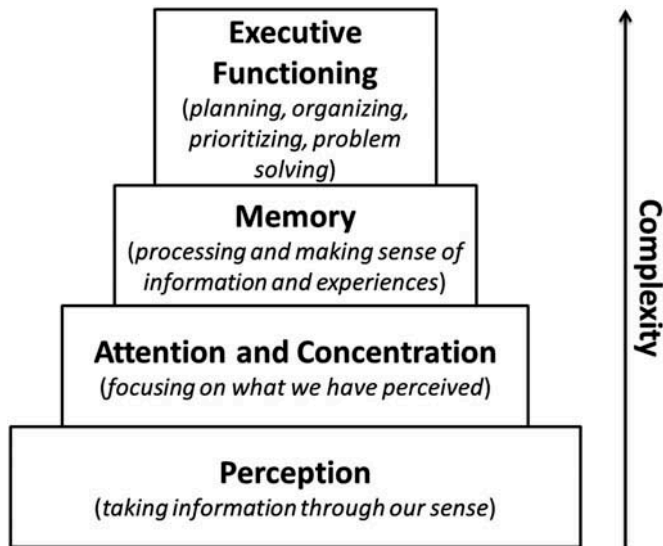 Executive
Functioning
(planning, organizing,
prioritizing, problem
solving)
Memory
(processing and making sense of
information and experiences)
Attention and Concentration
(focusing on what we have perceived)
Perception
(taking information through our sense)
Complexity